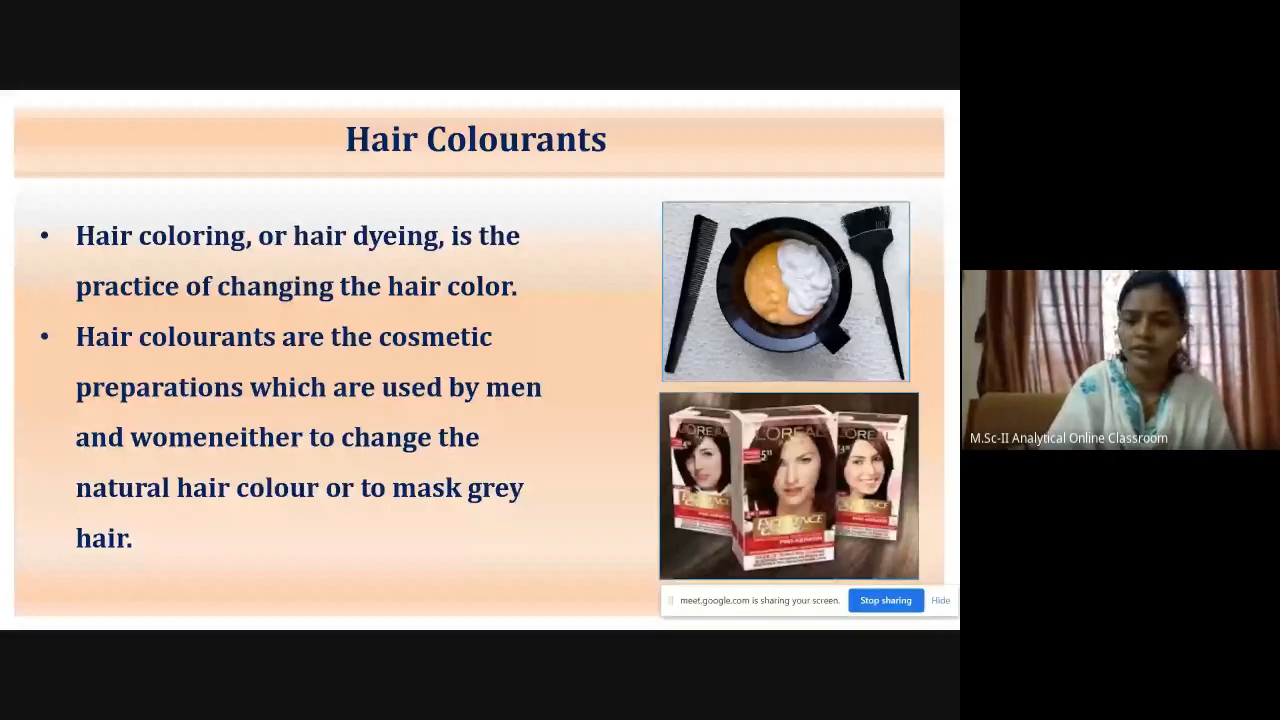 Hair Colourants
• Hair coloring, or hair dyeing, is the
practice of changing the hair color.
• Hair colourants are the cosmetic
preparations which are used by men
and womeneither to change the
natural hair colour or to mask grey
hair.
L'OREAL
meet.google.com is sharing your screen. Stop sharing Hide
M.Sc-II Analytical Online Classroom